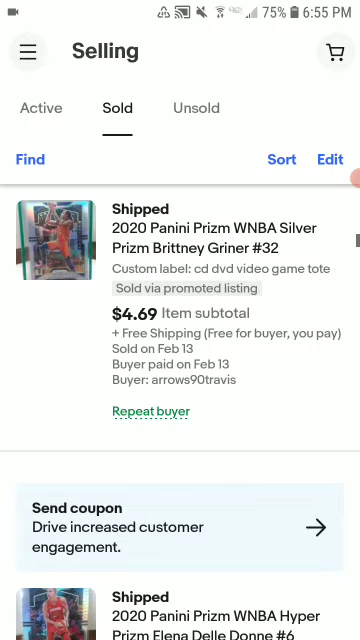 75% 6:55 PM
Selling
Active Sold Unsold
Find Sort Edit
Shipped
2020 Panini Prizm WNBA Silver
Prizm Brittney Griner #32
Custom label: cd dvd video game tote
Sold via promoted listing
$4.69 Item subtotal
+ Free Shipping (Free for buyer, you pay)
Sold on Feb 13
Buyer paid on Feb 13
Buyer: arrows90travis
Repeat buyer
Send coupon
Drive increased customer
engagement.
Shipped
2020 Panini Prizm WNBA Hyper
Prizm Elena Delle Donne #6